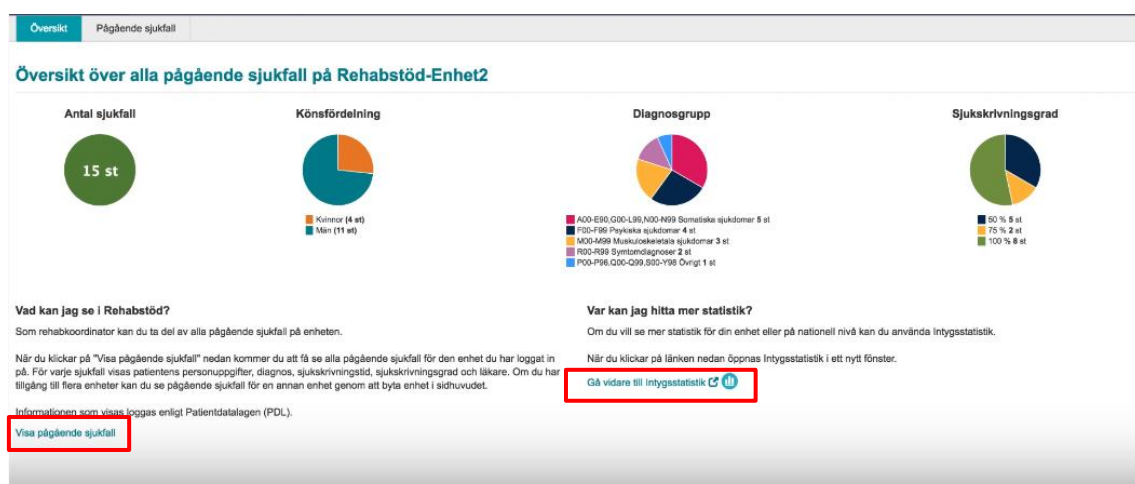 Översikt
Pågående sjukfall
Översikt över alla pågående sjukfall på Rehabstöd-Enhet2
Antal sjukfall
15 st
Könsfördelning
Kvinnor (4 st)
Män (11 st)
Diagnosgrupp
A00-E90,G00-L99,N00-N99 Somatiska sjukdomar 5 st
F00-F99 Psykiska sjukdomar 4 st
M00-M99 Muskuloskeletala sjukdomar 3 st
R00-R99 Symtomdiagnoser 2 st
P00-P96,Q00-Q99,S00-Y98 Övrigt 1 st
Sjukskrivningsgrad
50 % 5 st
75 % 2 st
100 % 8 st
Vad kan jag se i Rehabstöd?
Som rehabkoordinator kan du ta del av alla pågående sjukfall på enheten.
När du klickar på "Visa pågående sjukfall" nedan kommer du att få se alla pågående sjukfall för den enhet du har loggat in
på. För varje sjukfall visas patientens personuppgifter, diagnos, sjukskrivningstid, sjukskrivningsgrad och läkare. Om du har
tillgång till flera enheter kan du se pågående sjukfall för en annan enhet genom att byta enhet i sidhuvudet.
Informationen som visas loggas enligt Patientdatalagen (PDL).
Visa pågående sjukfall
Var kan jag hitta mer statistik?
Om du vill se mer statistik för din enhet eller på nationell nivå kan du använda Intygsstatistik.
När du klickar på länken nedan öppnas Intygsstatistik i ett nytt fönster.
Gå vidare till Intygsstatistik